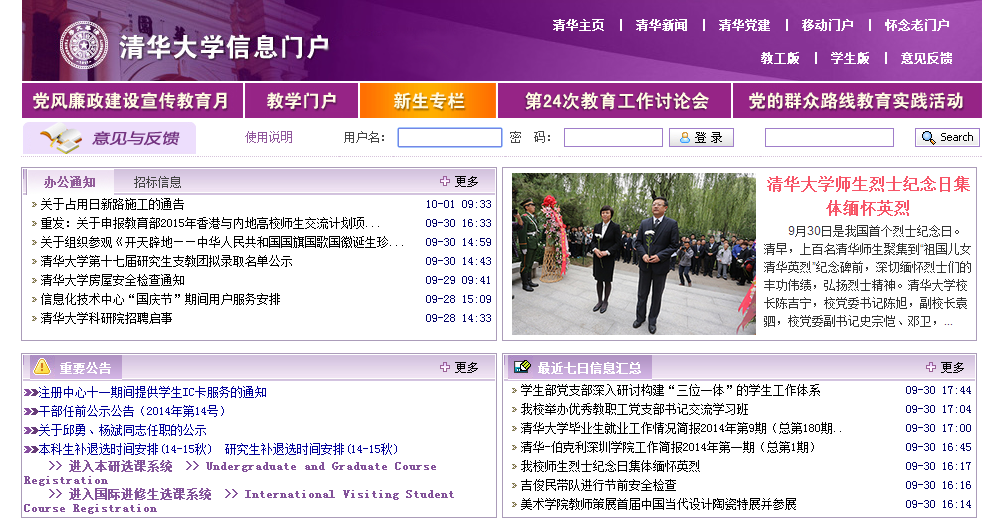 清华大学信息门户
清华主页 | 清华新闻 | 清华党建 | 移动门户 | 怀念老门户
教工版 | 学生版 | 意见反馈
党风廉政建设宣传教育月 教学门户 新生专栏 第24次教育工作讨论会 党的群众路线教育实践活动
意见与反馈 使用说明 用户名： 密 码： 登 录 Search
办公通知 招标信息 更多
关于占用日新路施工的通告 10-01 09:33
重发：关于申报教育部2015年香港与内地高校师生交流计划项... 09-30 16:33
关于组织参观《开天辟地－－中华人民共和国国旗国歌国徽诞生珍... 09-30 14:59
清华大学第十七届研究生支教团拟录取名单公示 09-30 14:43
清华大学房屋安全检查通知 09-29 09:41
信息化技术中心“国庆节”期间用户服务安排 09-28 15:09
清华大学科研院招聘启事 09-28 14:33
清华大学师生烈士纪念日集
体缅怀英烈
9月30日是我国首个烈士纪念日。
清早，上百名清华师生聚集到“祖国儿女
清华英烈”纪念碑前，深切缅怀烈士们的
丰功伟绩，弘扬烈士精神。清华大学校
长陈吉宁，校党委书记陈旭，副校长袁
驷，校党委副书记史宗恺、邓卫，...
重要公告 更多
注册中心十一期间提供学生IC卡服务的通知
干部任前公示公告（2014年第14号）
关于邱勇、杨斌同志任职的公示
本科生补退选时间安排(14-15秋) 研究生补退选时间安排(14-15秋)
>> 进入本研选课系统 >> Undergraduate and Graduate Course
Registration
>> 进入国际进修生选课系统 >> International Visiting Student
Course Registration
最近七日信息汇总 更多
学生部党支部深入研讨构建“三位一体”的学生工作体系 09-30 17:44
我校举办优秀教职工党支部书记交流学习班 09-30 17:04
清华大学毕业生就业工作情况简报2014年第9期（总第180期.. 09-30 17:00
清华-伯克利深圳学院工作简报2014年第一期（总第1期） 09-30 16:45
我校师生烈士纪念日集体缅怀英烈 09-30 16:17
吉俊民带队进行节前安全检查 09-30 16:16
美术学院教师策展首届中国当代设计陶瓷特展并参展 09-30 16:14